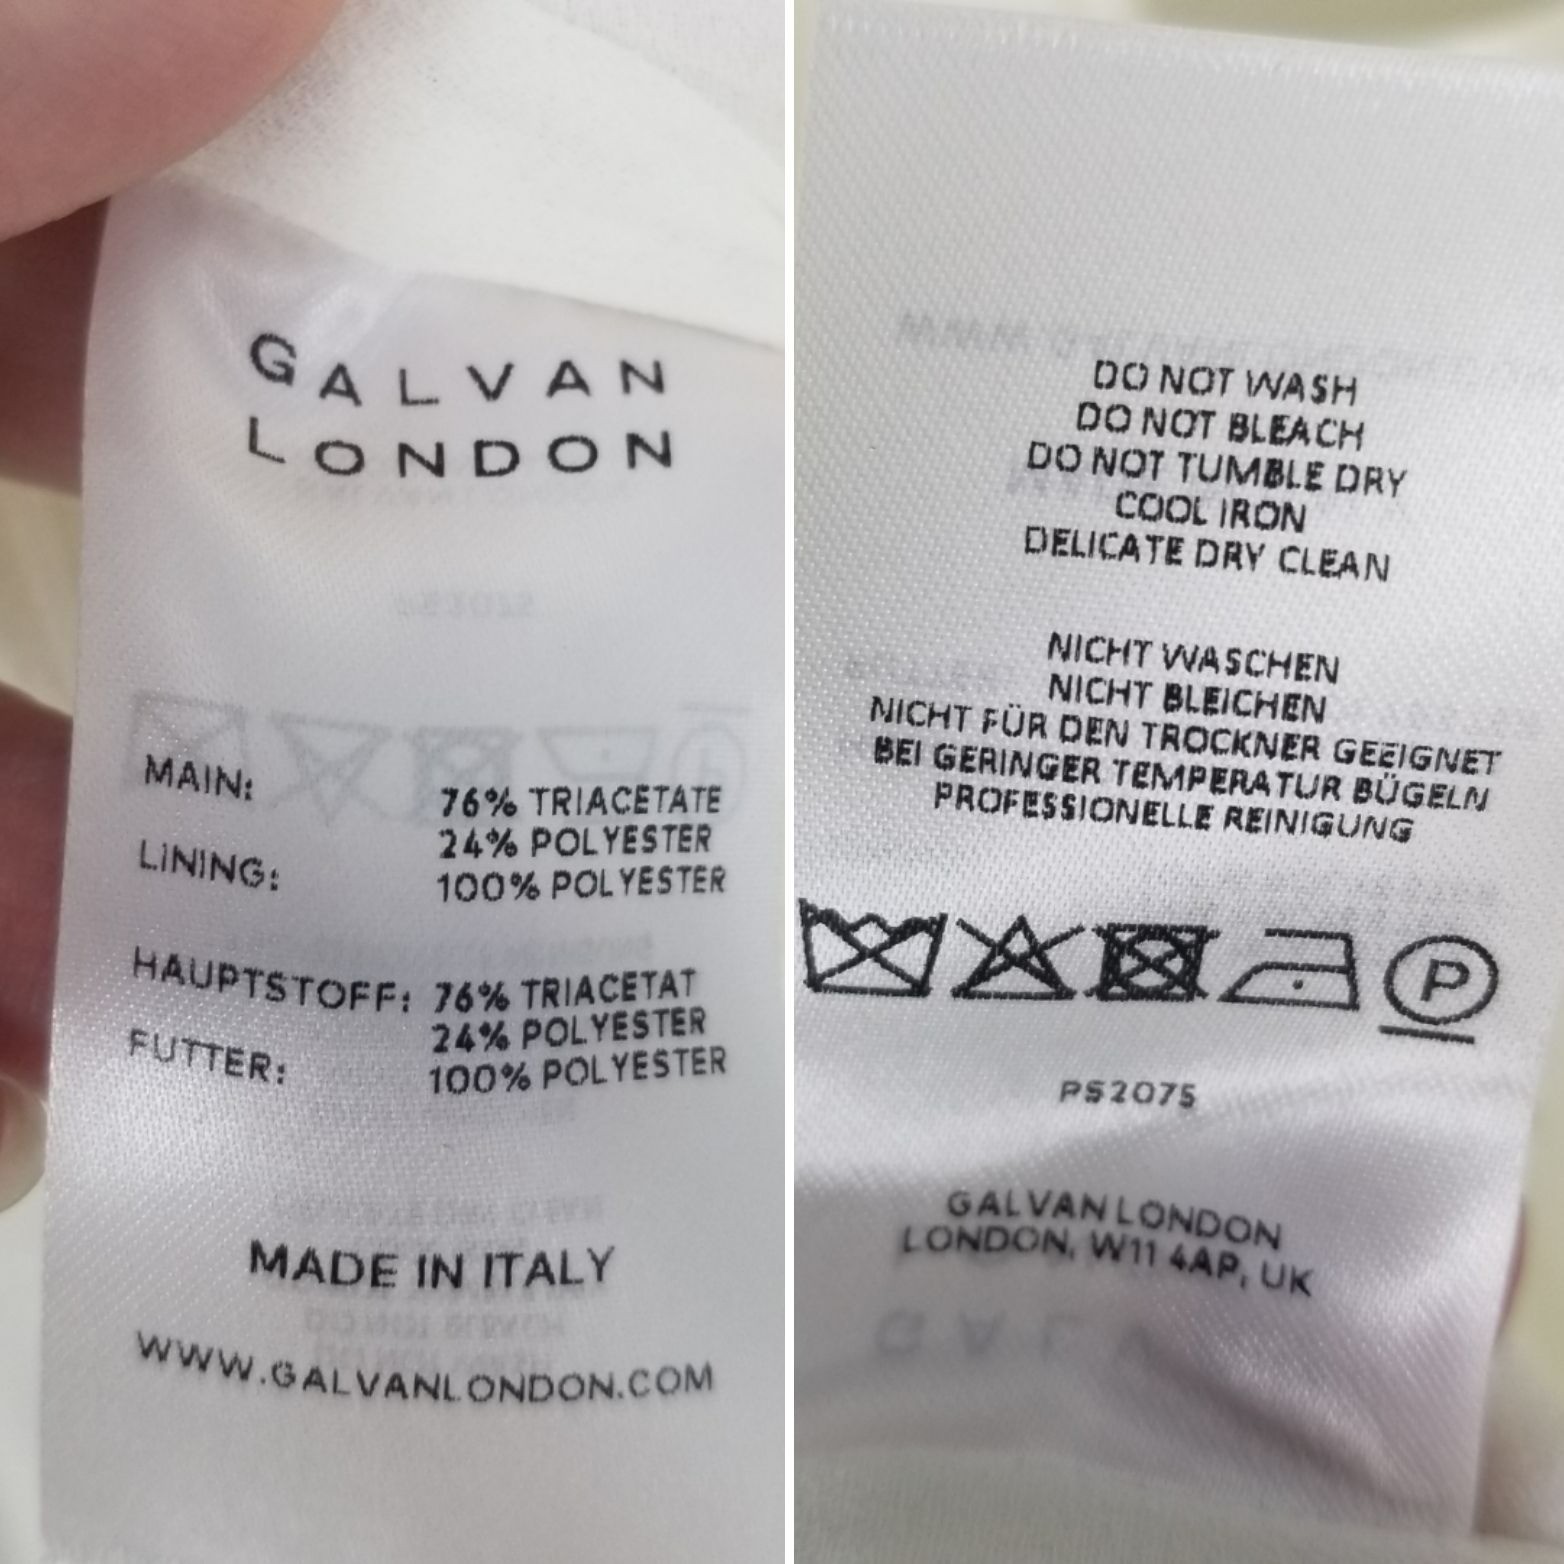 GALVAN
LONDON
MAIN: 76% TRIACETATE
24% POLYESTER
LINING: 100% POLYESTER
HAUPTSTOFF: 76% TRIACETAT
24% POLYESTER
FUTTER: 100% POLYESTER
MADE IN ITALY
WWW.GALVANLONDON.COM
DO NOT WASH
DO NOT BLEACH
DO NOT TUMBLE DRY
COOL IRON
DELICATE DRY CLEAN
NICHT WASCHEN
NICHT BLEICHEN
NICHT FÜR DEN TROCKNER GEEIGNET
BEI GERINGER TEMPERATUR BÜGELN
PROFESSIONELLE REINIGUNG
P
PS2075
GALVAN LONDON
LONDON, W11 4AP, UK